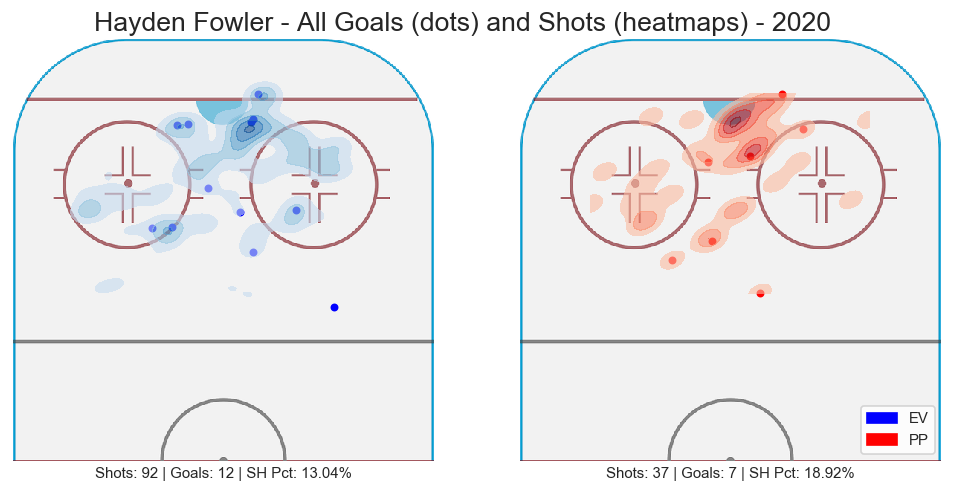 Hayden Fowler - All Goals (dots) and Shots (heatmaps) - 2020
EV
PP
Shots: 92 | Goals: 12 | SH Pct: 13.04%
Shots: 37 | Goals: 7 | SH Pct: 18.92%